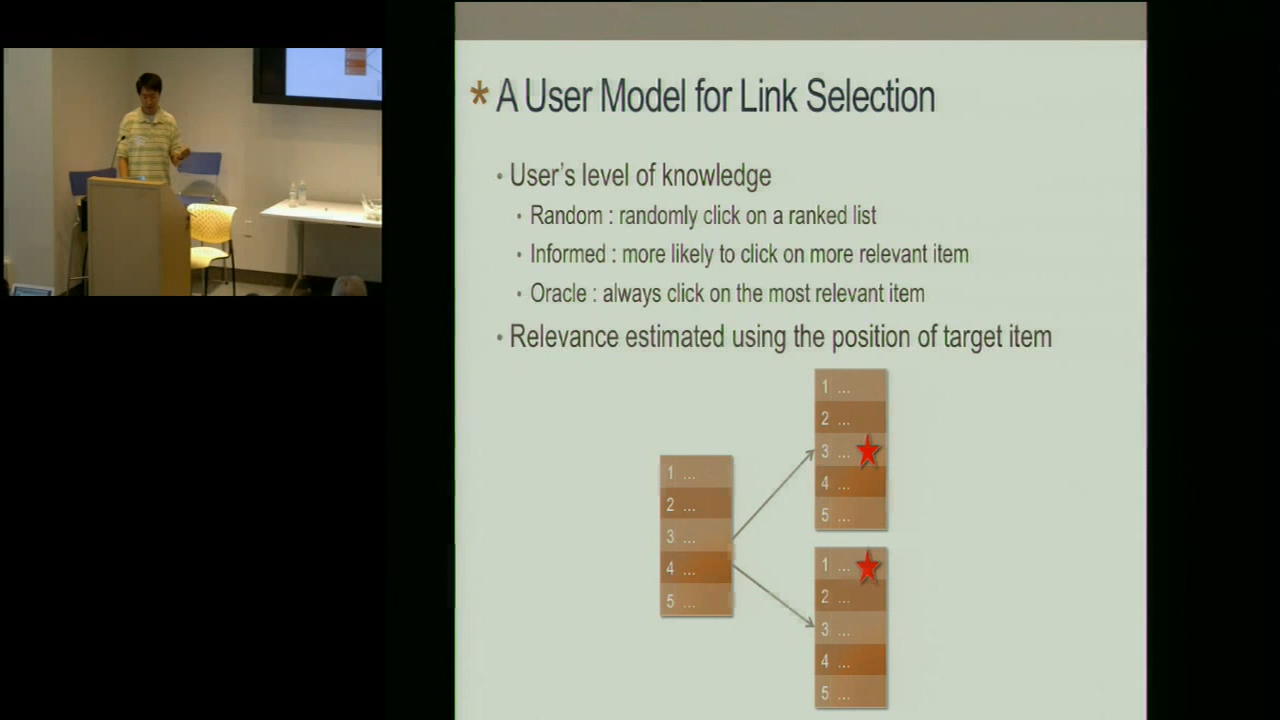 * A User Model for Link Selection
• User's level of knowledge
• Random : randomly click on a ranked list
• Informed : more likely to click on more relevant item
• Oracle : always click on the most relevant item
• Relevance estimated using the position of target item
1 ...
2 ...
3 ...
4 ...
5 ...
1 ...
2 ...
3 ...
4 ...
5 ...
1 ...
2 ...
3 ...
4 ...
5 ...